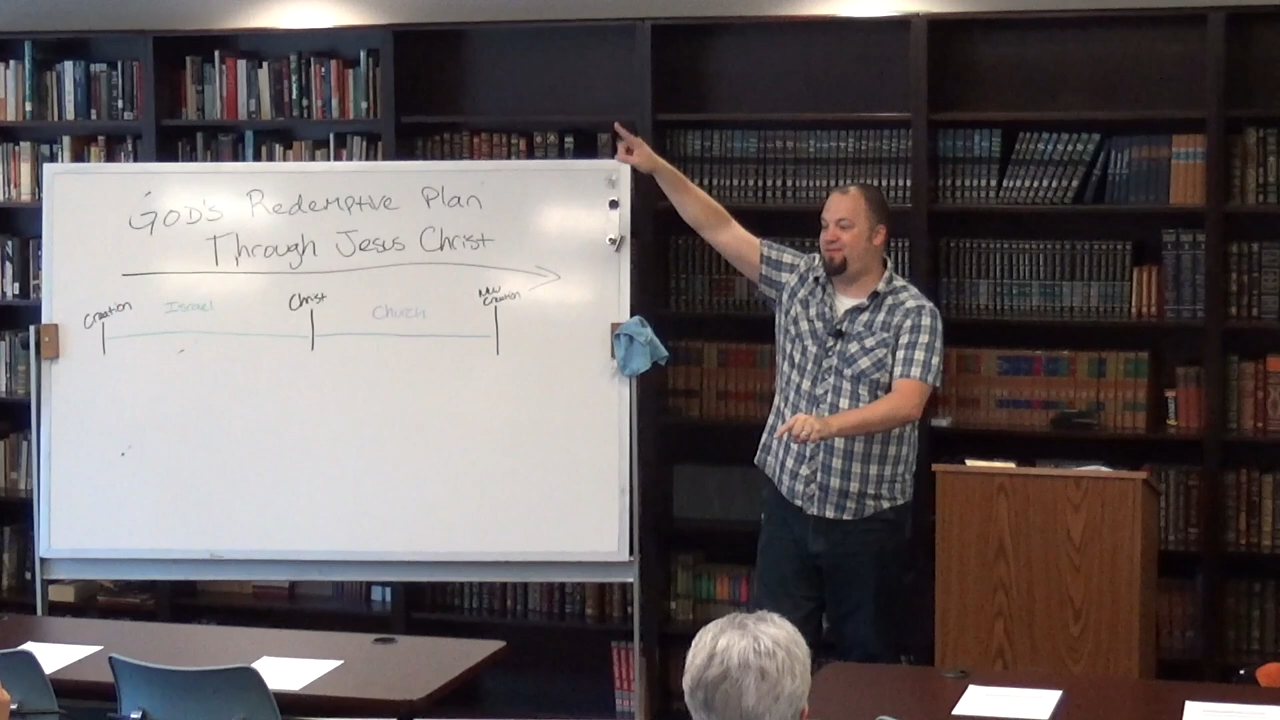 GOD's Redemptive Plan
Through Jesus Christ
Creation Israel Christ Church New
Creation